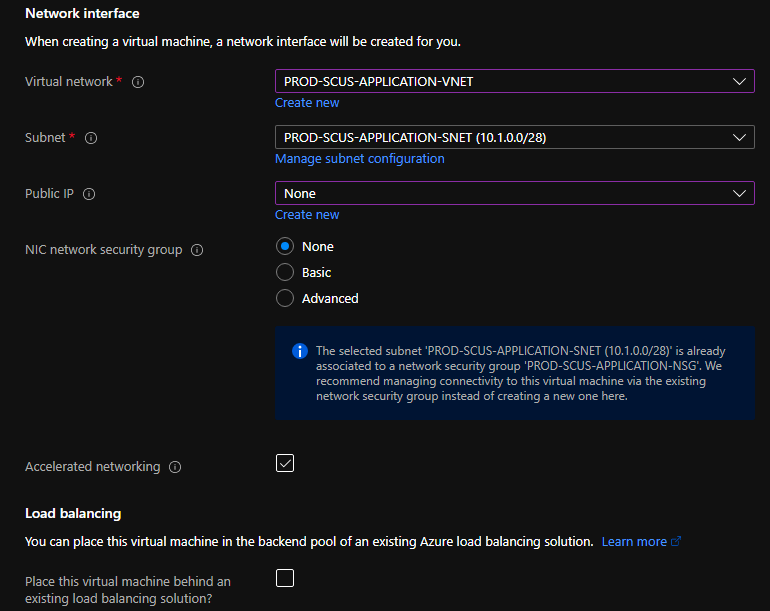 Network interface
When creating a virtual machine, a network interface will be created for you.
Virtual network *
PROD-SCUS-APPLICATION-VNET
Create new
Subnet *
PROD-SCUS-APPLICATION-SNET (10.1.0.0/28)
Manage subnet configuration
Public IP
None
Create new
NIC network security group
None
Basic
Advanced
The selected subnet 'PROD-SCUS-APPLICATION-SNET (10.1.0.0/28)' is already
associated to a network security group 'PROD-SCUS-APPLICATION-NSG'. We
recommend managing connectivity to this virtual machine via the existing
network security group instead of creating a new one here.
Accelerated networking
Load balancing
You can place this virtual machine in the backend pool of an existing Azure load balancing solution. Learn more
Place this virtual machine behind an
existing load balancing solution?